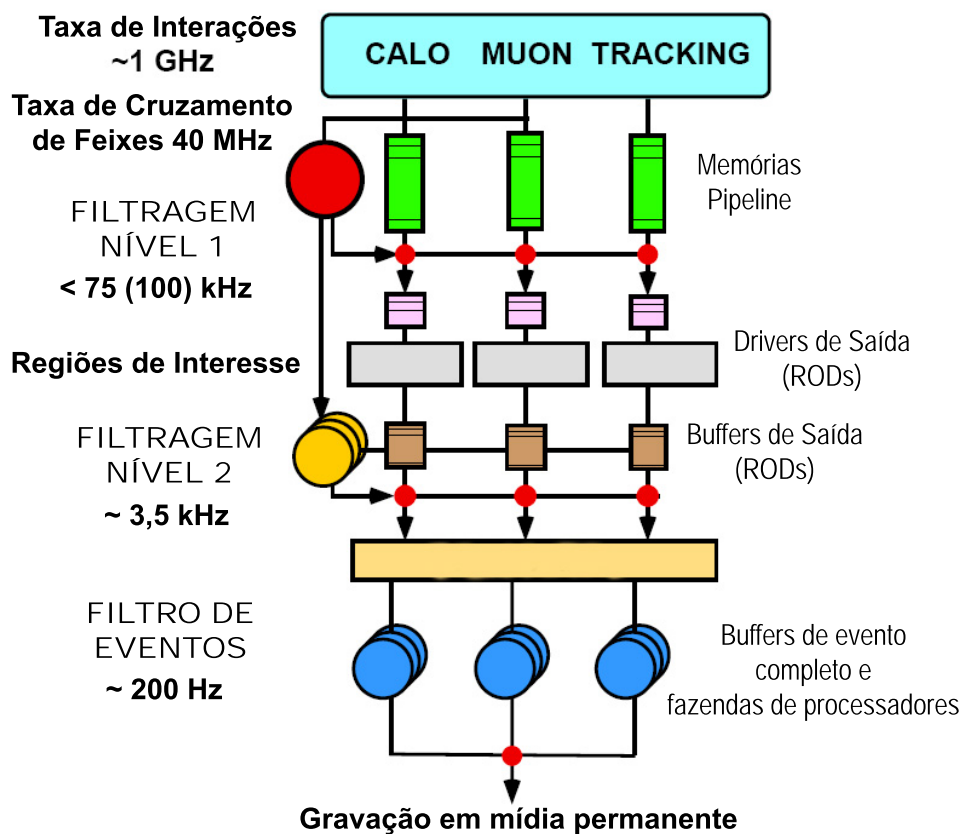 Taxa de Interações
~1 GHz
CALO MUON TRACKING
Taxa de Cruzamento
de Feixes 40 MHz
Memórias
Pipeline
FILTRAGEM
NÍVEL 1
< 75 (100) kHz
Drivers de Saída
(RODs)
Regiões de Interesse
FILTRAGEM
NÍVEL 2
~ 3,5 kHz
Buffers de Saída
(RODs)
FILTRO DE
EVENTOS
~ 200 Hz
Buffers de evento
completo e
fazendas de processadores
Gravação em mídia permanente